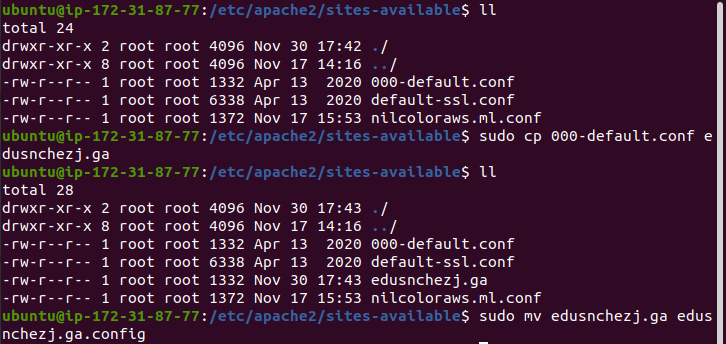 ubuntu@ip-172-31-87-77:/etc/apache2/sites-available$ ll
total 24
drwxr-xr-x 2 root root 4096 Nov 30 17:42 ./
drwxr-xr-x 8 root root 4096 Nov 17 14:16 ../
-rw-r--r-- 1 root root 1332 Apr 13  2020 000-default.conf
-rw-r--r-- 1 root root 6338 Apr 13  2020 default-ssl.conf
-rw-r--r-- 1 root root 1372 Nov 17 15:53 nilcoloraws.ml.conf
ubuntu@ip-172-31-87-77:/etc/apache2/sites-available$ sudo cp 000-default.conf e
dusnchezj.ga
ubuntu@ip-172-31-87-77:/etc/apache2/sites-available$ ll
total 28
drwxr-xr-x 2 root root 4096 Nov 30 17:43 ./
drwxr-xr-x 8 root root 4096 Nov 17 14:16 ../
-rw-r--r-- 1 root root 1332 Apr 13  2020 000-default.conf
-rw-r--r-- 1 root root 6338 Apr 13  2020 default-ssl.conf
-rw-r--r-- 1 root root 1332 Nov 30 17:43 edusnchezj.ga
-rw-r--r-- 1 root root 1372 Nov 17 15:53 nilcoloraws.ml.conf
ubuntu@ip-172-31-87-77:/etc/apache2/sites-available$ sudo mv edusnchezj.ga edus
nchezj.ga.config